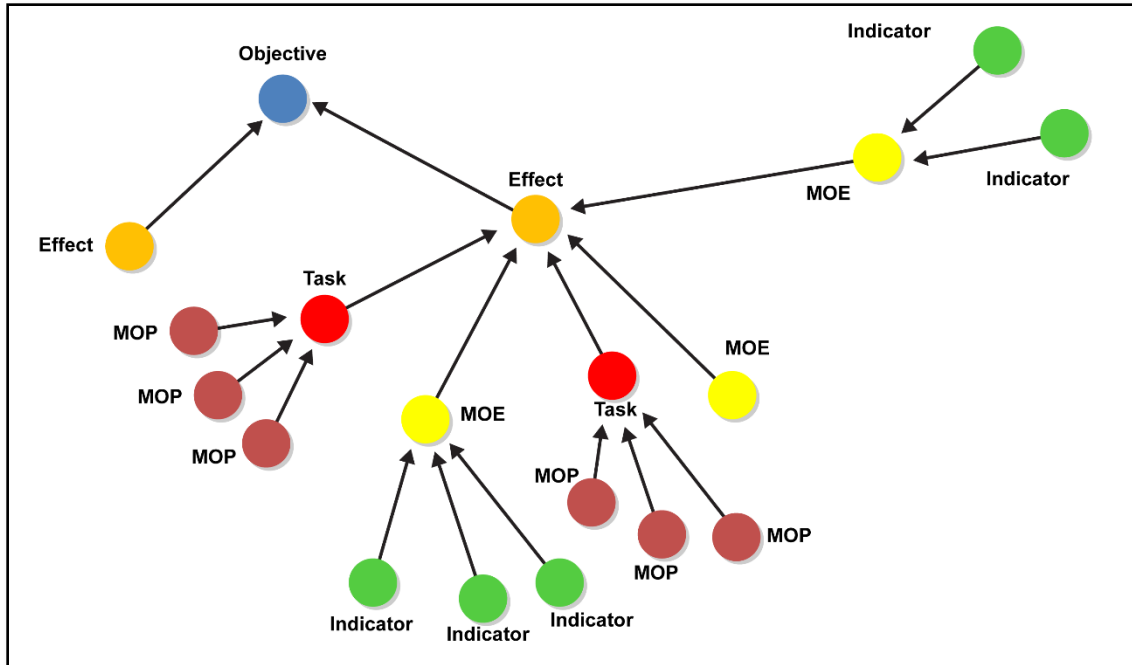 Indicator
Objective
Indicator
Effect
MOE
Effect
Task
MOP
MOE
MOP
MOE
Task
MOP
MOP
MOP
MOP
Indicator
Indicator
Indicator